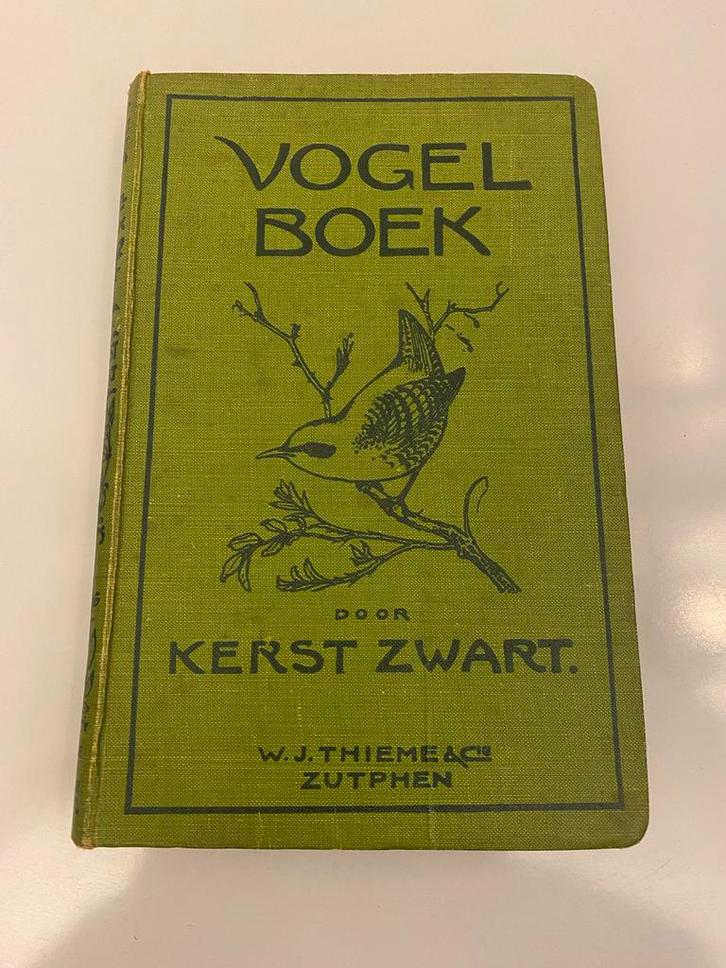 VOGEL
BOEK
DOOR
KERST ZWART.
W. J. THIEME & Cie
ZUTPHEN